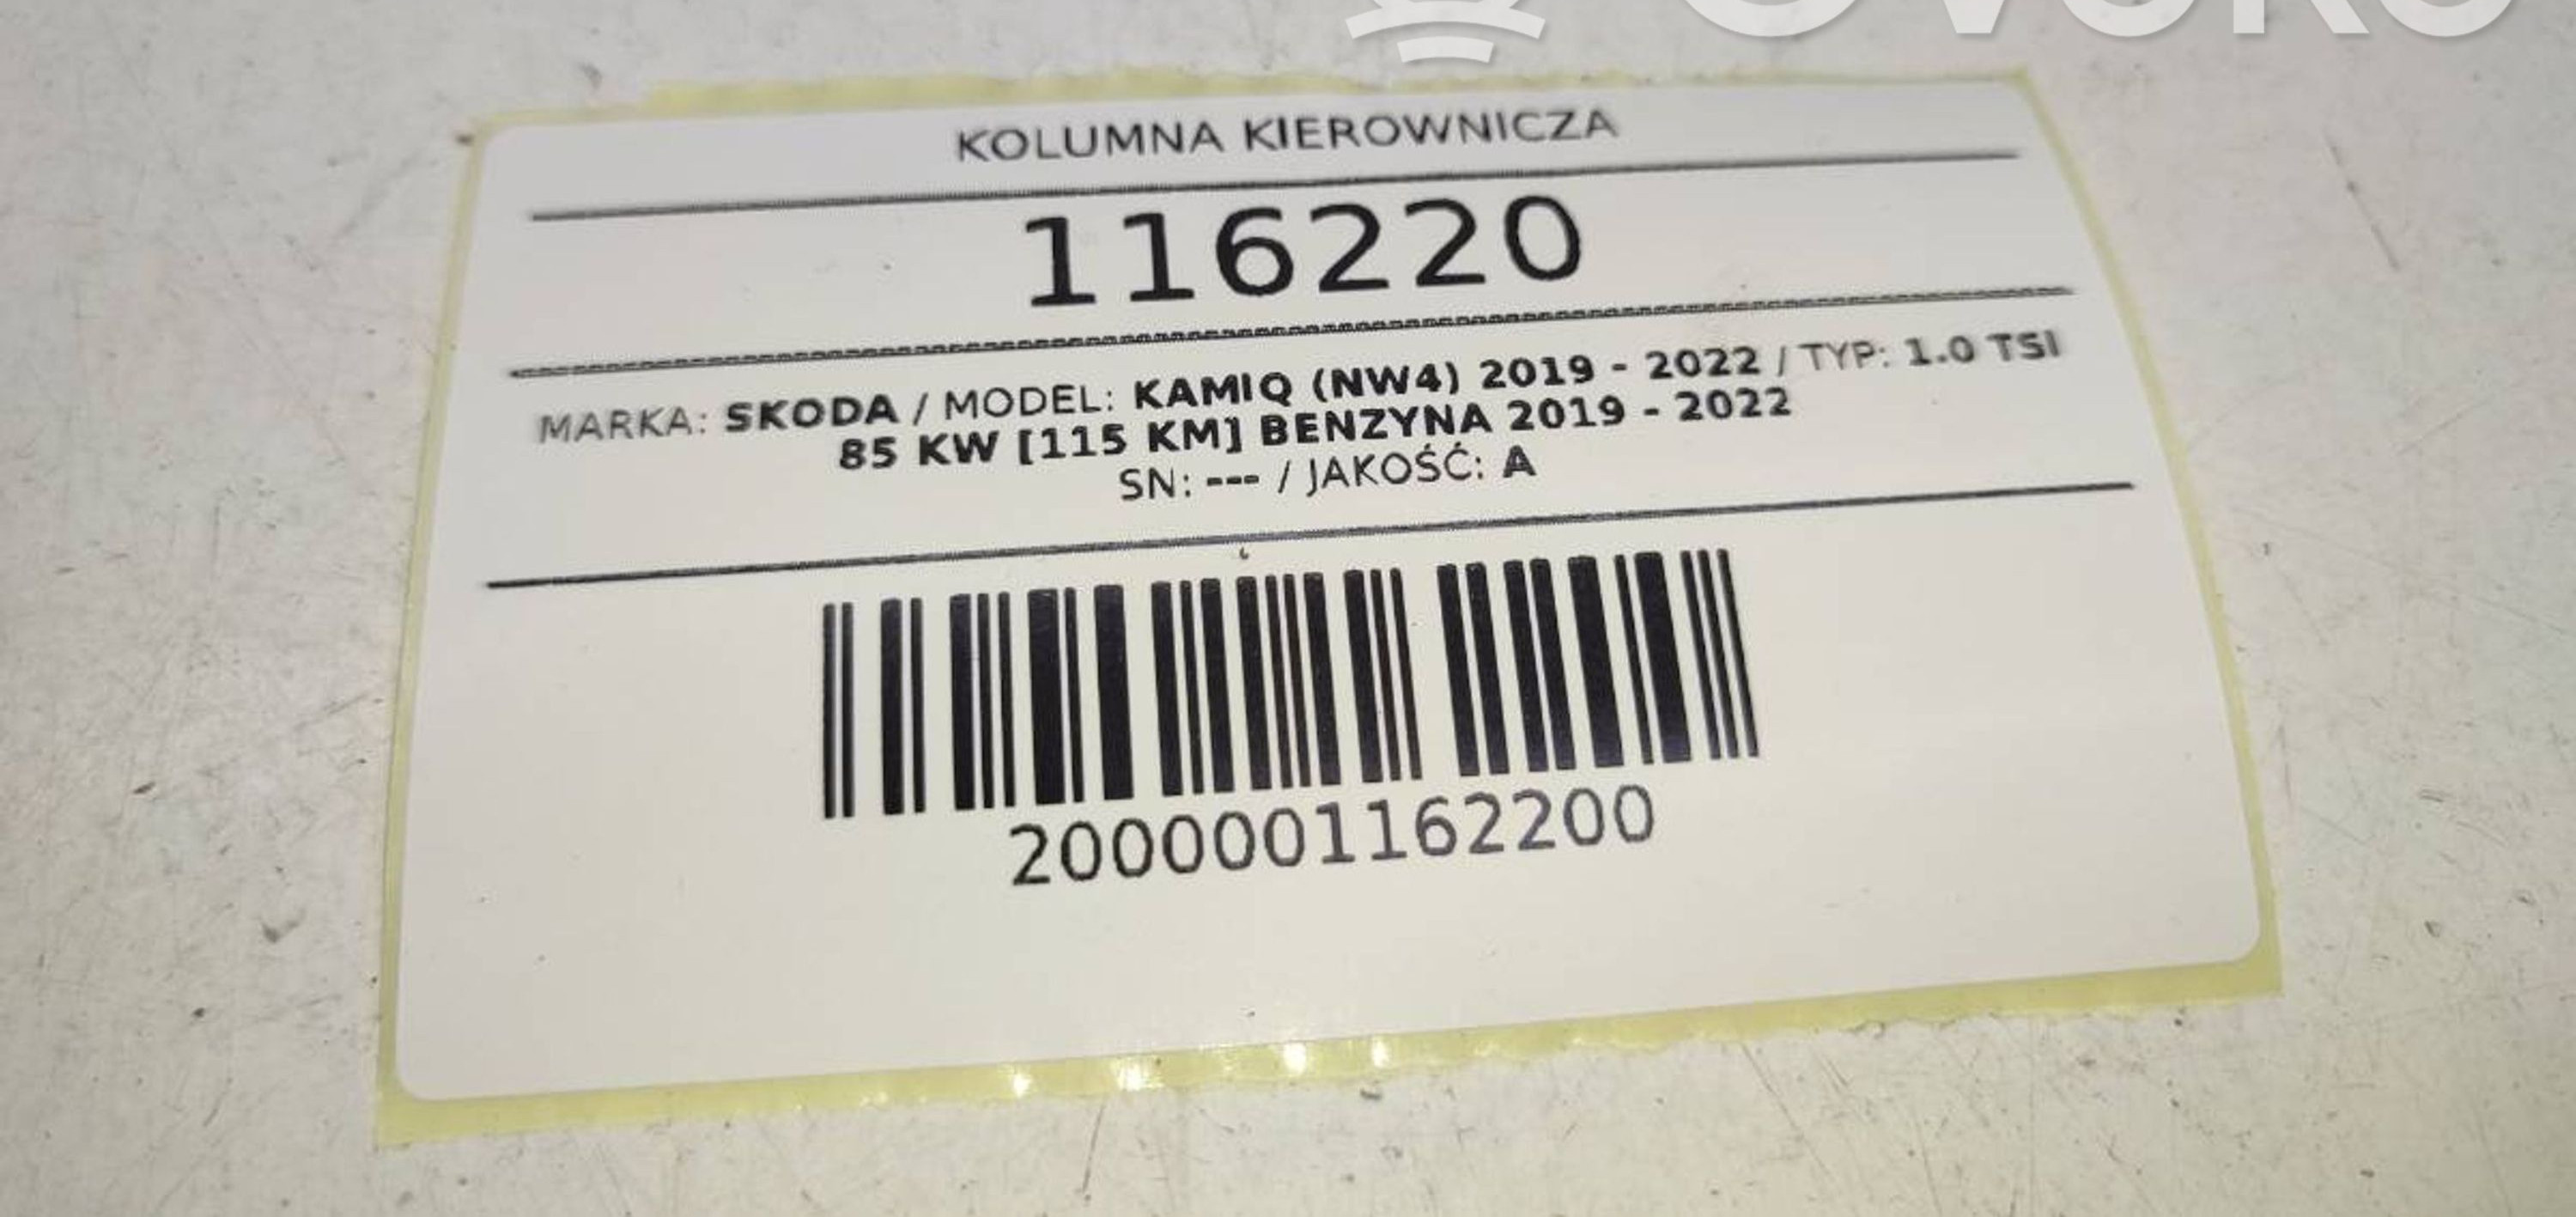 KOLUMNA KIEROWNICZA
116220
MARKA: SKODA / MODEL: KAMIQ (NW4) 2019 - 2022 / TYP: 1.0 TSI
85 KW [115 KM] BENZYNA 2019 - 2022
SN: --- / JAKOŚĆ: A
2000001162200